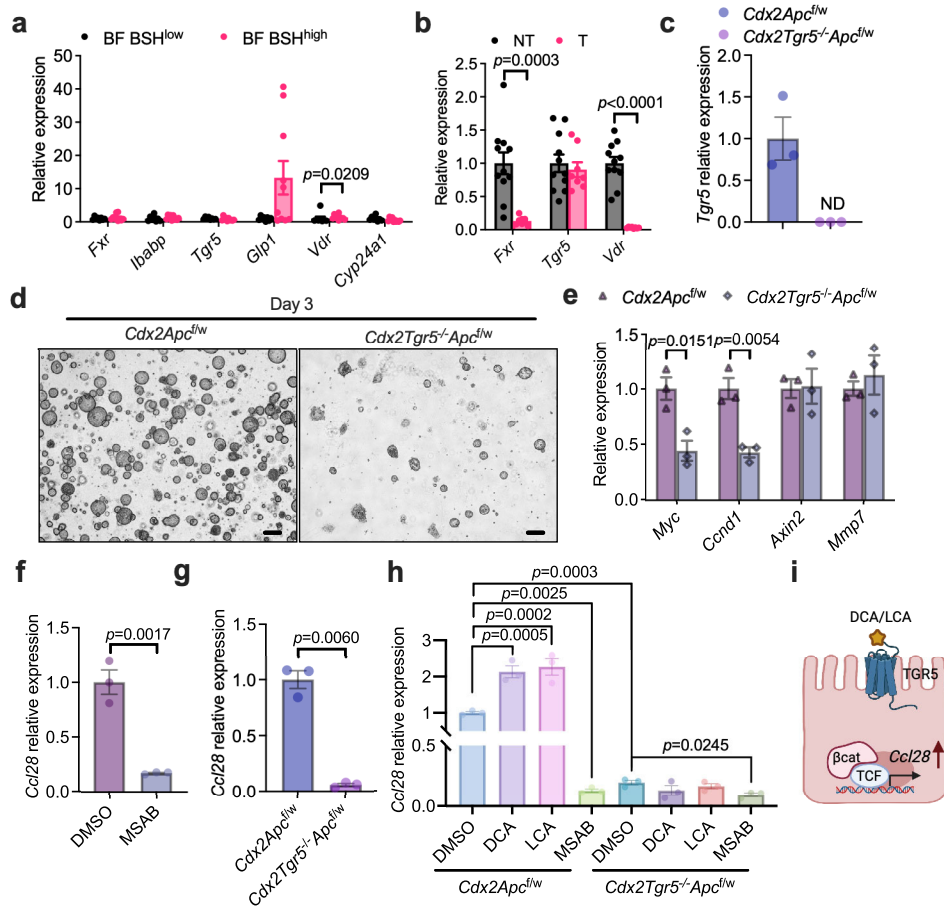 a
BF BSHlow
BF BSHhigh
Relative expression
50
40
30
20
10
0
p=0.0209
Fxr
Ibabp
Tgr5
Glp1
Vdr
Cyp24a1
b
NT
T
Relative expression
2.5
2.0
1.5
1.0
0.5
0.0
p=0.0003
p<0.0001
Fxr
Tgr5
Vdr
c
Cdx2Apcf/w
Cdx2Tgr5-/-Apcf/w
Tgr5 relative expression
2.0
1.5
1.0
0.5
0.0
ND
d
Day 3
Cdx2Apcf/w
Cdx2Tgr5-/-Apcf/w
e
Cdx2Apcf/w
Cdx2Tgr5-/-Apcf/w
Relative expression
1.5
1.0
0.5
0.0
p=0.0151
p=0.0054
Myc
Ccnd1
Axin2
Mmp7
f
Ccl28 relative expression
1.5
1.0
0.5
0.0
p=0.0017
DMSO
MSAB
g
Ccl28 relative expression
1.5
1.0
0.5
0.0
p=0.0060
Cdx2Apcf/w
Cdx2Tgr5-/- Apcf/w
h
Ccl28 relative expression
3
2
1
0.5
0.0
p=0.0003
p=0.0025
p=0.0002
p=0.0005
p=0.0245
DMSO
DCA
LCA
MSAB
DMSO
DCA
LCA
MSAB
Cdx2Apcf/w
Cdx2Tgr5-/-Apcf/w
i
DCA/LCA
TGR5
βcat
TCF
Ccl28